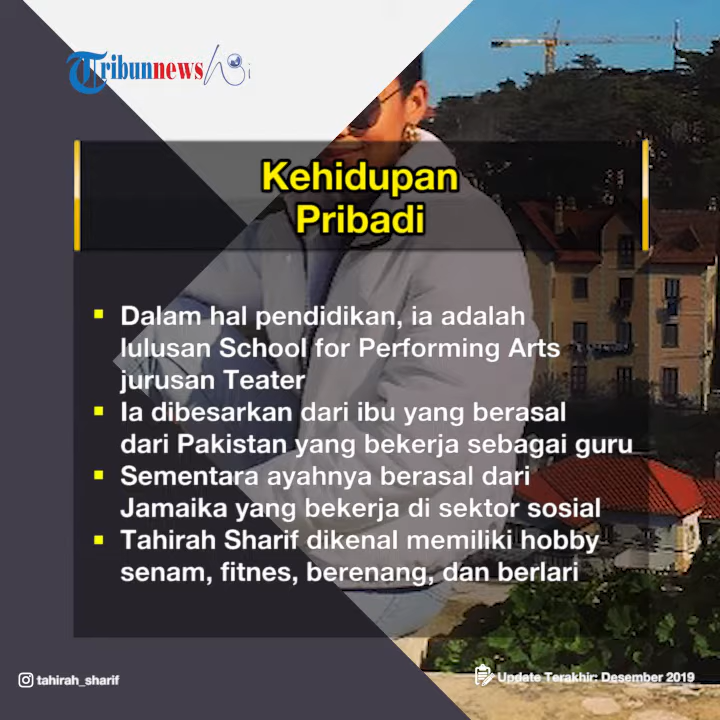 Tribunnews
Kehidupan
Pribadi
Dalam hal pendidikan, ia adalah
lulusan School for Performing Arts
jurusan Teater
Ia dibesarkan dari ibu yang berasal
dari Pakistan yang bekerja sebagai guru
Sementara ayahnya berasal dari
Jamaika yang bekerja di sektor sosial
Tahirah Sharif dikenal memiliki hobby
senam, fitnes, berenang, dan berlari
tahirah_sharif
Update Terakhir: Desember 2019